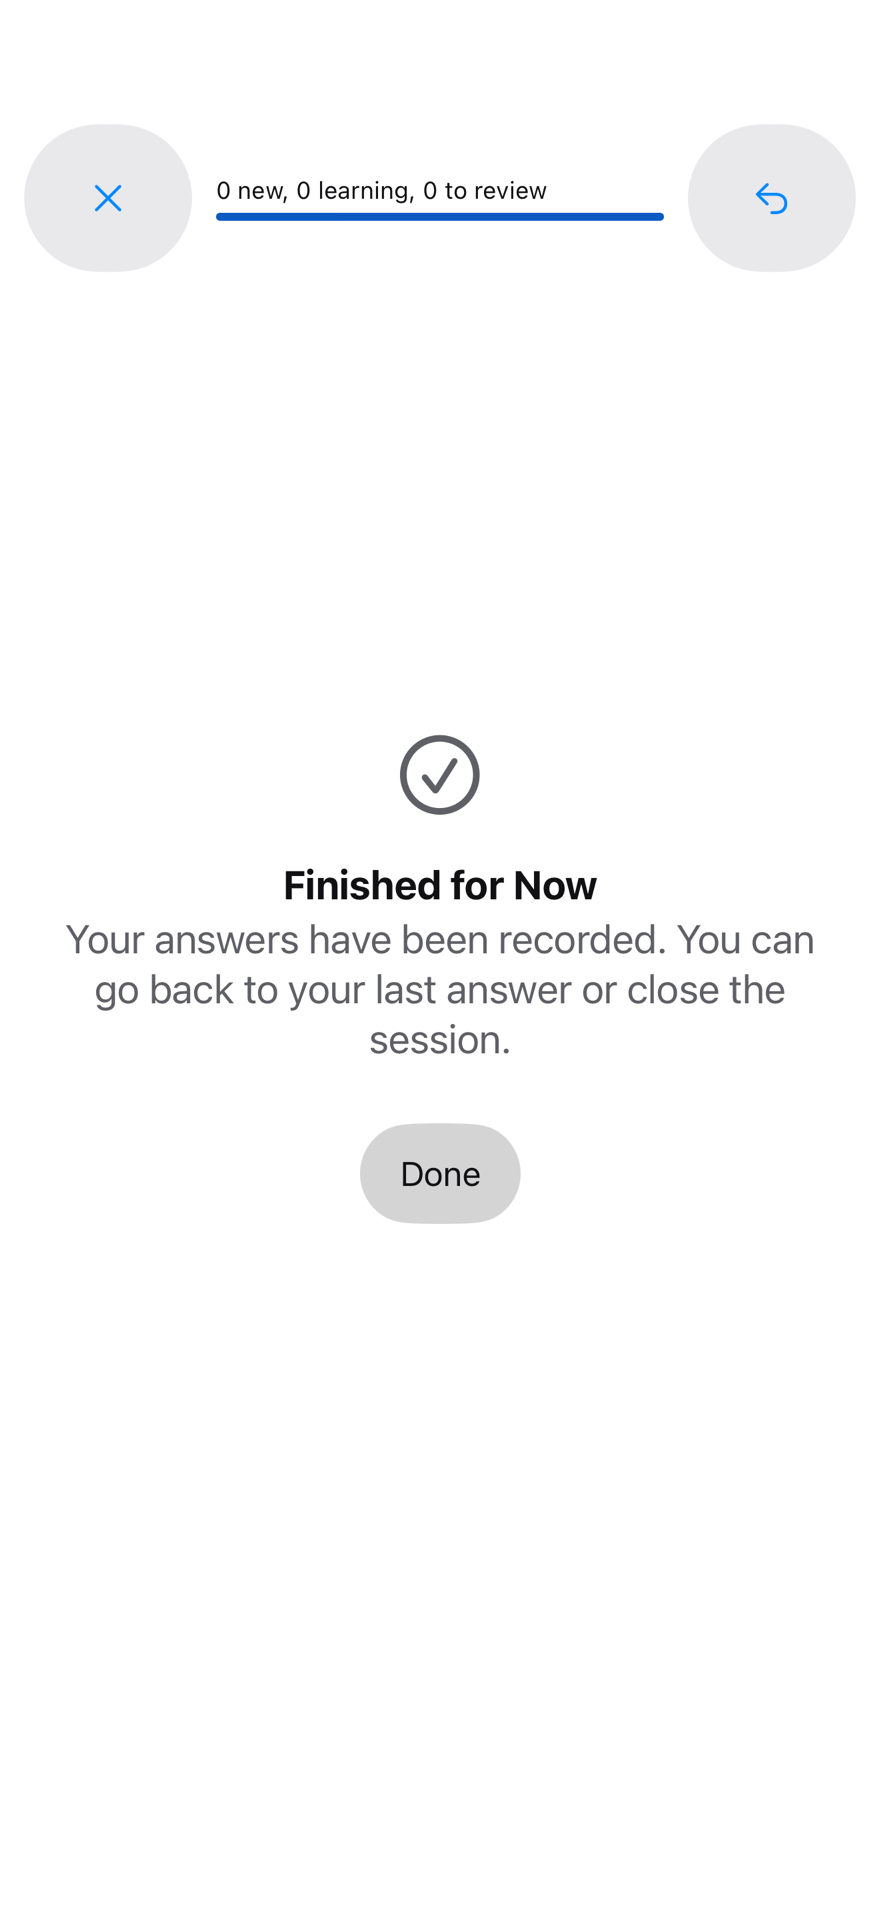 0 new, 0 learning, 0 to review
Finished for Now
Your answers have been recorded. You can
go back to your last answer or close the
session.
Done